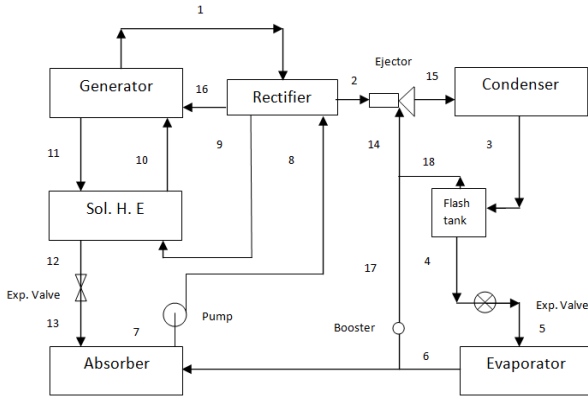 1
Ejector
Generator
16
Rectifier
2
15
Condenser
11
10
9
8
14
3
18
Sol. H. E
Flash
tank
12
17
4
Exp. Valve
13
7
Pump
Booster
Exp. Valve
5
6
Absorber
Evaporator